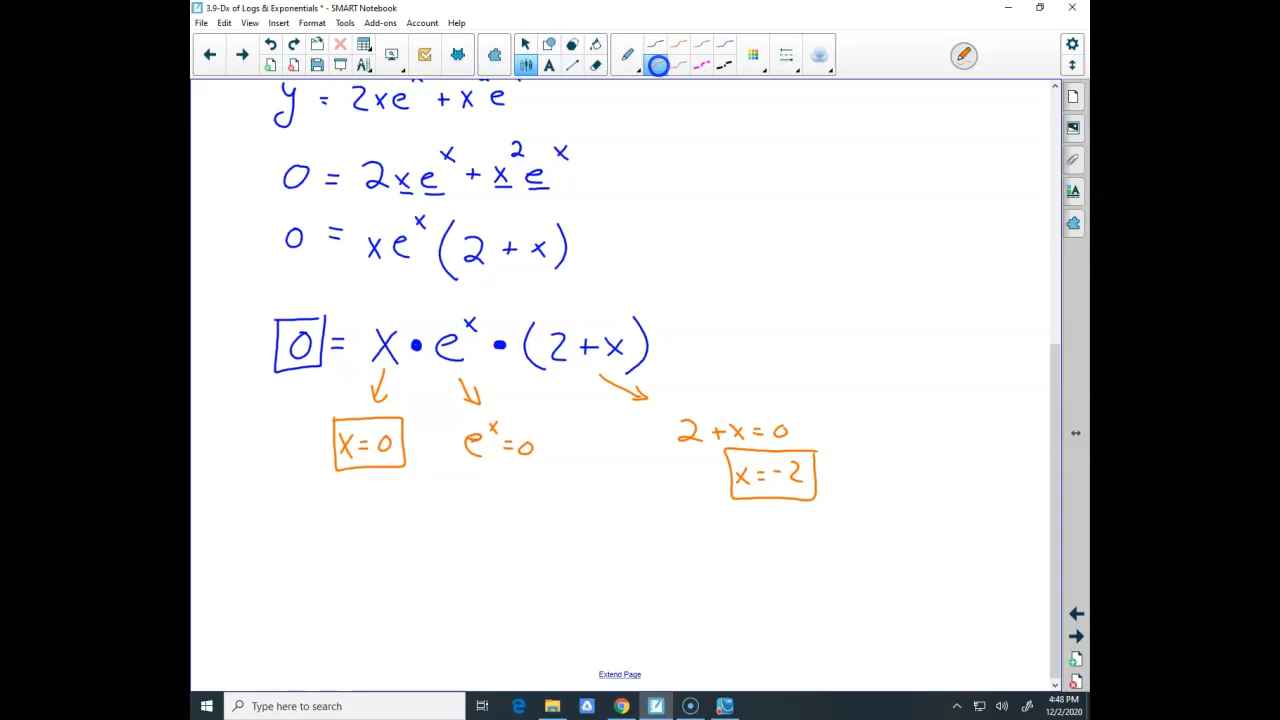 3.9-Dx of Logs & Exponentials * - SMART Notebook
File Edit View Insert Format Tools Add-ons Account Help
y = 2xe^x + x^2 e^x
0 = 2xe^x + x^2 e^x
0 = xe^x (2 + x)
0 = x • e^x • (2 + x)
x = 0 e^x = 0 2 + x = 0
x = -2
Extend Page
Type here to search
4:48 PM
12/2/2020